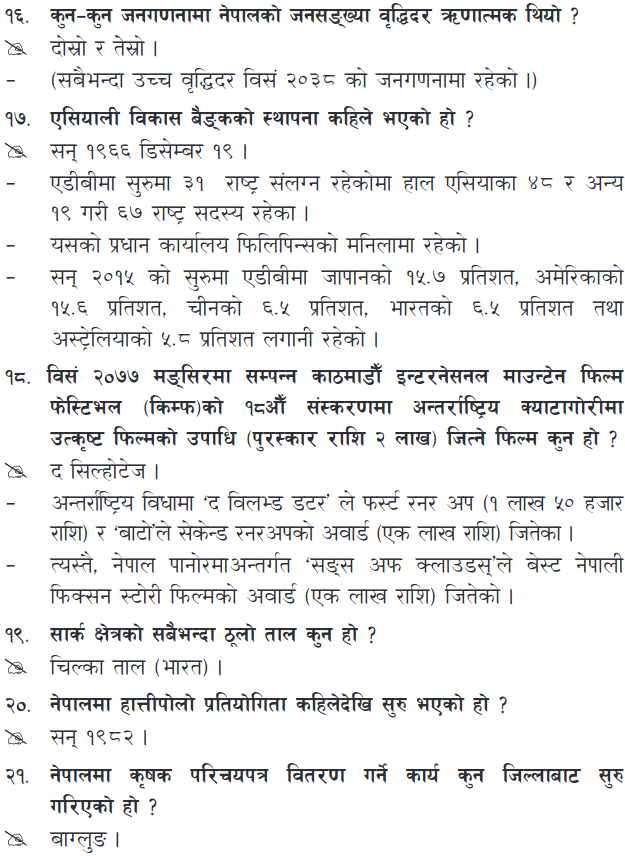 १६. कुन-कुन जनगणनामा नेपालको जनसङ्ख्या वृद्धिदर ऋणात्मक थियो ?
दोस्रो र तेस्रो ।
– (सबैभन्दा उच्च वृद्धिदर विसं २०३८ को जनगणनामा रहेको ।)
१७. एसियाली विकास बैङ्कको स्थापना कहिले भएको हो ?
सन् १९६६ डिसेम्बर १९ ।
– एडीबीमा सुरुमा ३१ राष्ट्र संलग्न रहेकोमा हाल एसियाका ४८ र अन्य
१९ गरी ६७ राष्ट्र सदस्य रहेका ।
– यसको प्रधान कार्यालय फिलिपिन्सको मनिलामा रहेको ।
– सन् २०१५ को सुरुमा एडीबीमा जापानको १५.७ प्रतिशत, अमेरिकाको
१५.६ प्रतिशत, चीनको ६.५ प्रतिशत, भारतको ६.५ प्रतिशत तथा
अस्ट्रेलियाको ५.८ प्रतिशत लगानी रहेको ।
१८. विसं २०७७ मङ्सिरमा सम्पन्न काठमाडौँ इन्टरनेसनल माउन्टेन फिल्म
फेस्टिभल (किम्फ)को १८औँ संस्करणमा अन्तर्राष्ट्रिय क्याटागोरीमा
उत्कृष्ट फिल्मको उपाधि (पुरस्कार राशि २ लाख) जित्ने फिल्म कुन हो ?
द सिल्होटेज ।
– अन्तर्राष्ट्रिय विधामा ‘द विलभ्ड डटर’ ले फर्स्ट रनर अप (१ लाख ५० हजार
राशि) र ‘बाटो’ले सेकेन्ड रनरअपको अवार्ड (एक लाख राशि) जितेका ।
– त्यस्तै, नेपाल पानोरमाअन्तर्गत ‘सङ्स अफ क्लाउडस्’ले बेस्ट नेपाली
फिक्सन स्टोरी फिल्मको अवार्ड (एक लाख राशि) जितेको ।
१९. सार्क क्षेत्रको सबैभन्दा ठूलो ताल कुन हो ?
चिल्का ताल (भारत) ।
२०. नेपालमा हात्तीपोलो प्रतियोगिता कहिलेदेखि सुरु भएको हो ?
सन् १९८२ ।
२१. नेपालमा कृषक परिचयपत्र वितरण गर्ने कार्य कुन जिल्लाबाट सुरु
गरिएको हो ?
बाग्लुङ ।